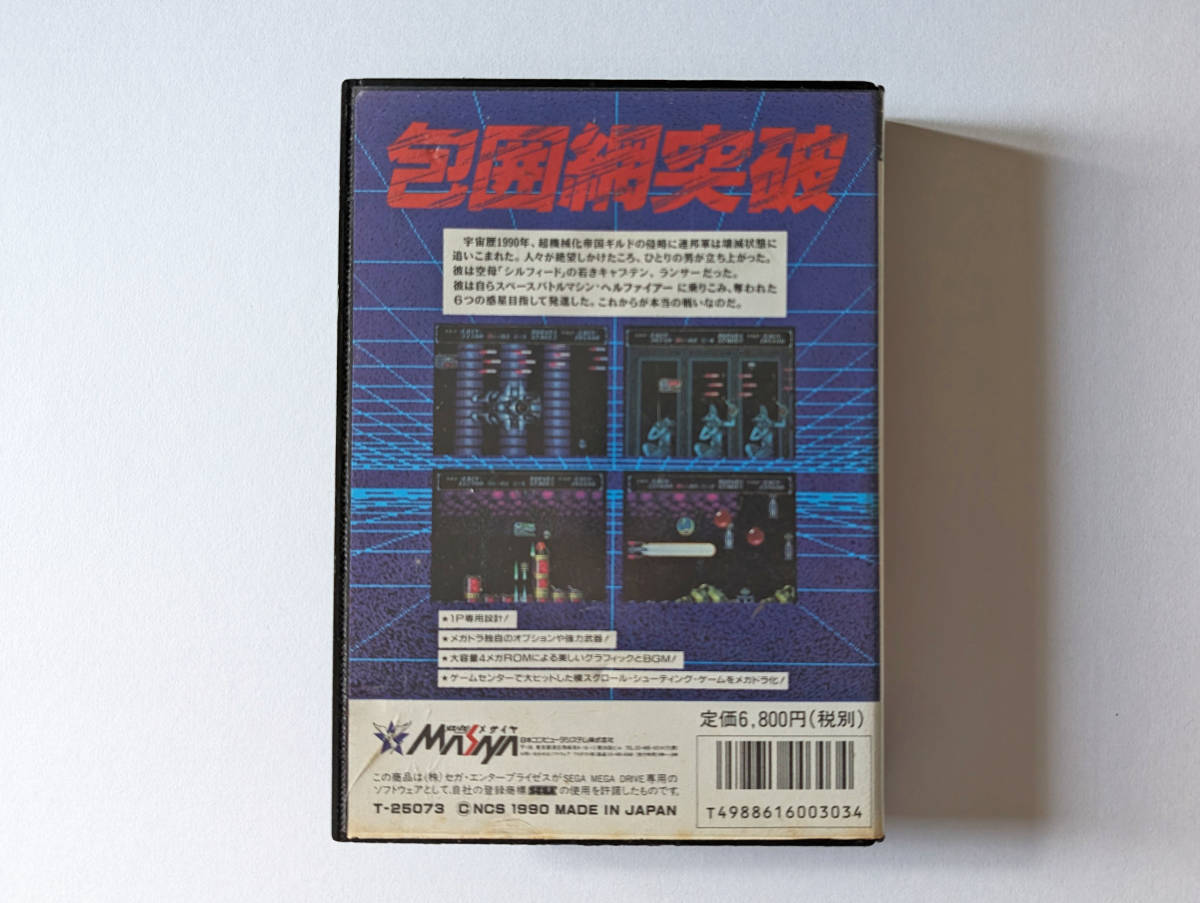 包囲網突破
宇宙暦1990年、超機械化帝国ギルドの侵略に連邦軍は壊滅状態に
追いこまれた。人々が絶望しかけたころ、ひとりの男が立ち上がった。
彼は空母「シルフィード」の若きキャプテン、ランサーだった。
彼は自らスペースバトルマシン・ヘルファイアーに乗りこみ、奪われた
6つの惑星目指して発進した。これからが本当の戦いなのだ。
★1P専用設計!
★メガドラ独自のオプションや強力武器!
★大容量4メガROMによる美しいグラフィックとBGM!
★ゲームセンターで大ヒットした横スクロール・シューティング・ゲームをメガドラ化!
MASAYA メサイヤ 日本コンピュータシステム株式会社
定価6,800円(税別)
この商品は(株)セガ・エンタープライゼスがSEGA MEGA DRIVE専用の
ソフトウェアとして、自社の登録商標SEGAの使用を許諾したものです。
T-25073 ©NCS 1990 MADE IN JAPAN
T4988616003034